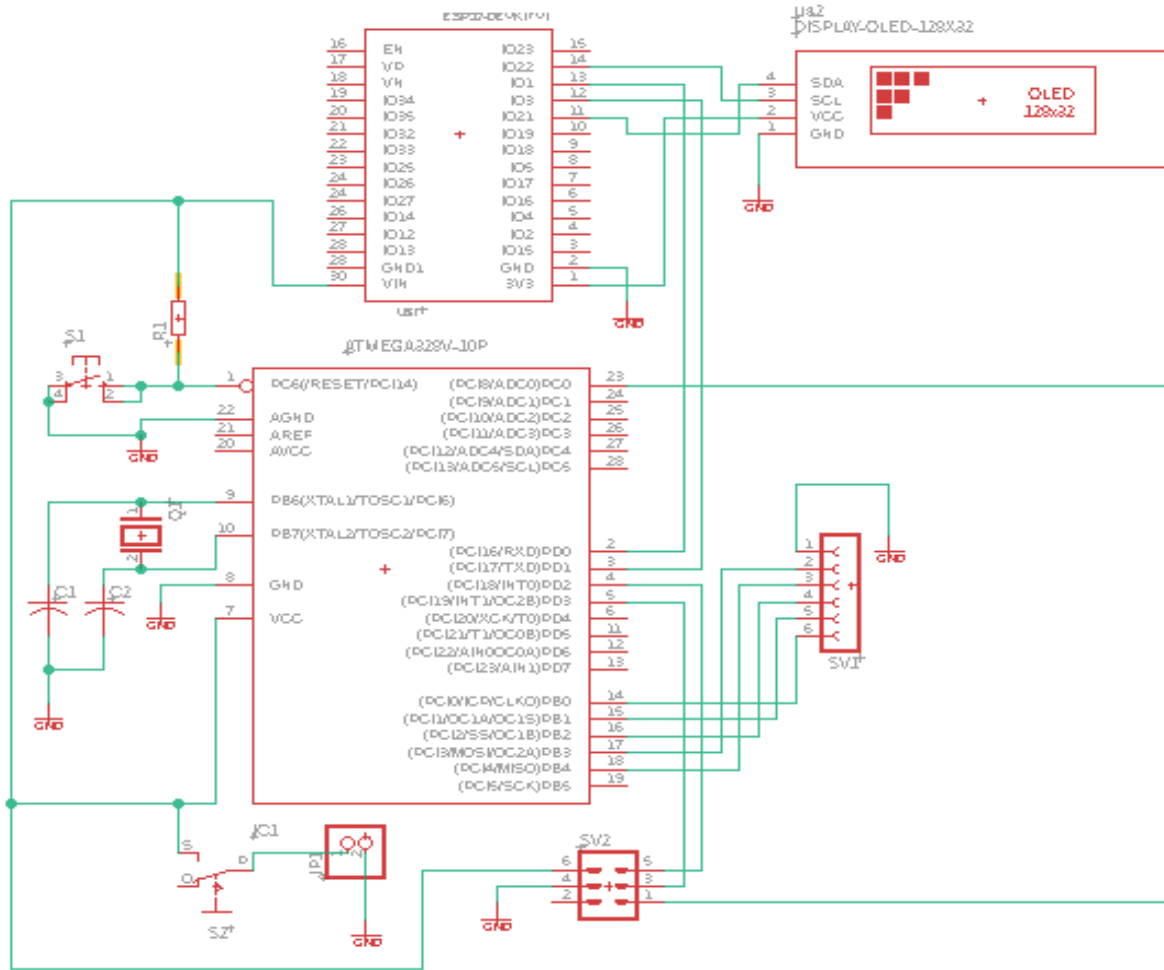 DISPLAY-OLED-128X32
16 EN IO23 15
17 VP IO22 14
18 VN IO1 13
19 IO34 IO3 12
20 IO35 IO21 11
21 IO32 IO19 10
22 IO33 IO18 9
23 IO25 IO5 8
24 IO26 IO17 7
24 IO27 IO16 6
26 IO14 IO4 5
27 IO12 IO2 4
28 IO13 IO15 3
28 GND1 GND 2
30 VIN 3V3 1
4 SDA
3 SCL
2 VCC
1 GND
OLED
128x32
GND
GND
R1
S1
3 1
4 2
GND
ATMEGA328V-10P
1 PC6(/RESET/PCI14) (PCI8/ADC0)PC0 23
(PCI9/ADC1)PC1 24
22 AGND (PCI10/ADC2)PC2 25
21 AREF (PCI11/ADC3)PC3 26
20 AVCC (PCI12/ADC4/SDA)PC4 27
(PCI13/ADC5/SCL)PC5 28
9 PB6(XTAL1/TOSC1/PCI6)
10 PB7(XTAL2/TOSC2/PCI7)
(PCI16/RXD)PD0 2
(PCI17/TXD)PD1 3
8 GND (PCI18/INT0)PD2 4
(PCI19/INT1/OC2B)PD3 5
7 VCC (PCI20/XCK/T0)PD4 6
(PCI21/T1/OC0B)PD5 11
(PCI22/AIN0OC0A)PD6 12
(PCI23/AIN1)PD7 13
(PCI0/ICP/CLKO)PB0 14
(PCI1/OC1A/OC1S)PB1 15
(PCI2/SS/OC1B)PB2 16
(PCI3/MOSI/OC2A)PB3 17
(PCI4/MISO)PB4 18
(PCI5/SCK)PB5 19
1
Q1
2
C1 C2
GND
GND
GND
1
2
3
4
5
6
SV1
IC1
S
P
O
S2
JP1
1 2
GND
SV2
6 5
4 3
2 1
GND